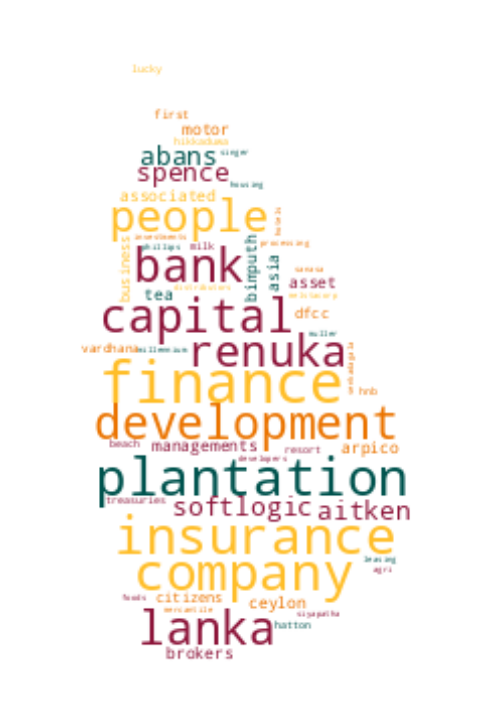 lucky
first
motor
hikkaduwa
abans singer
spence
housing
associated
people hotels
business investments
phillips milk processing
bank bimputh asia
sanasa
asset
tea distributors
capital dfcc
renuka muller
vardhana millennium
finance hnb
development
beach managements resort arpico
developers
plantation
treasuries
softlogic aitken
insurance
leasing
company agri
foods citizens ceylon
mercantile
lanka siyapatha
hatton
brokers